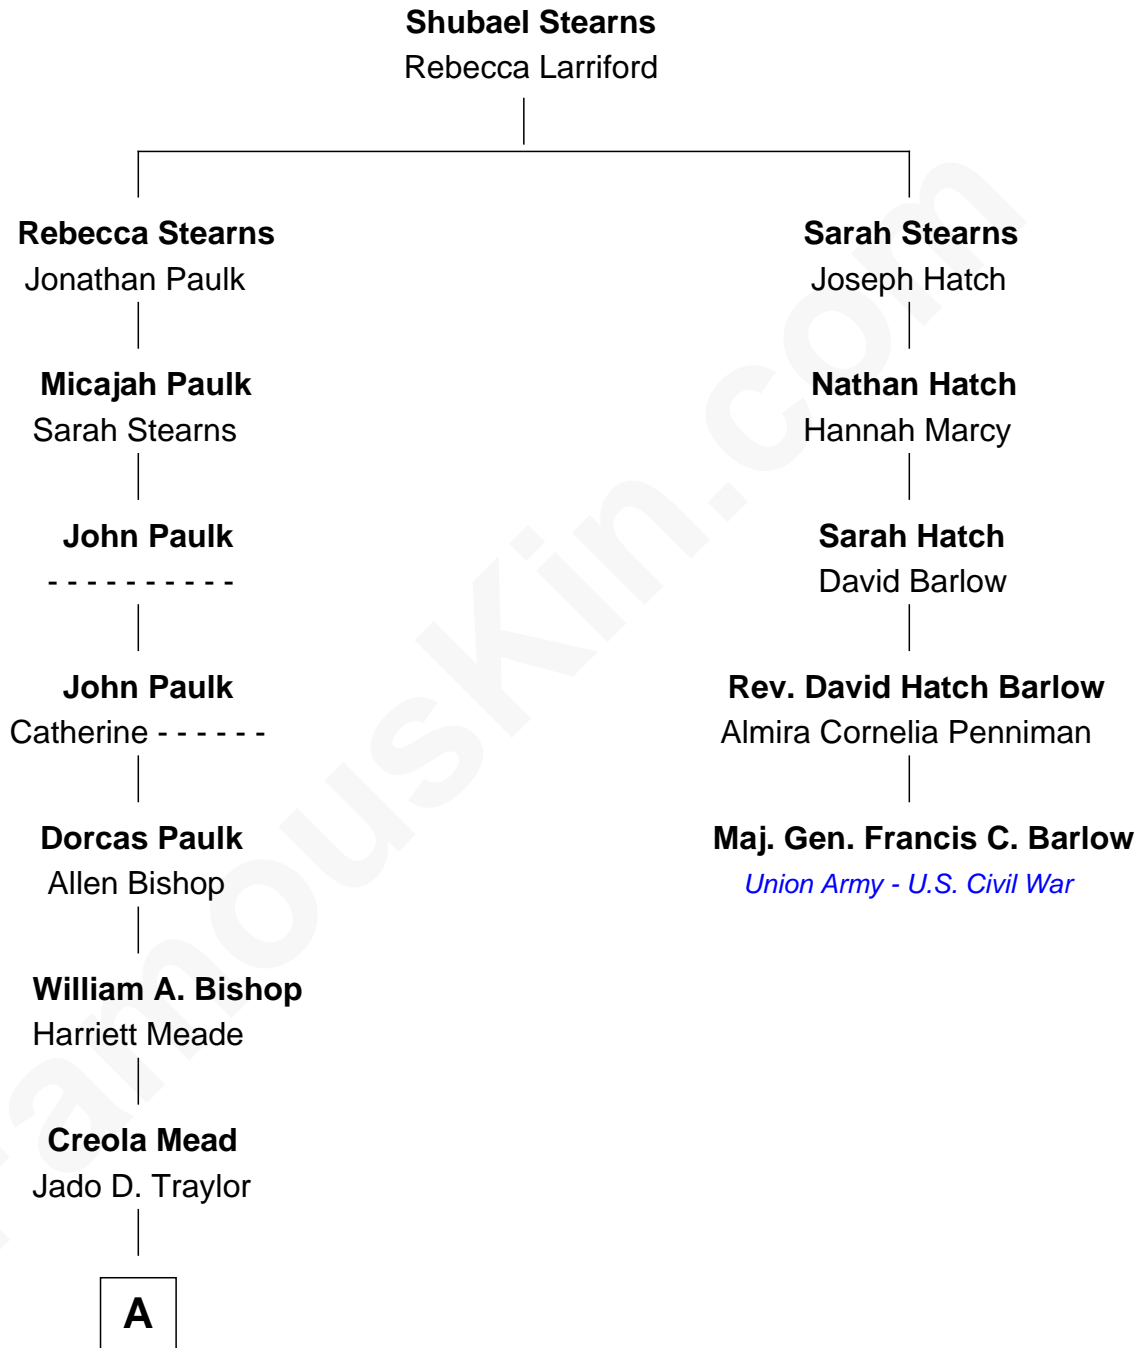 Shubael Stearns
Rebecca Larriford
Rebecca Stearns
Jonathan Paulk
Sarah Stearns
Joseph Hatch
Micajah Paulk
Sarah Stearns
Nathan Hatch
Hannah Marcy
John Paulk
- - - - - - - - - -
Sarah Hatch
David Barlow
John Paulk
Catherine - - - - - -
Rev. David Hatch Barlow
Almira Cornelia Penniman
Dorcas Paulk
Allen Bishop
Maj. Gen. Francis C. Barlow
Union Army - U.S. Civil War
William A. Bishop
Harriett Meade
Creola Mead
Jado D. Traylor
A
FamousKin.com